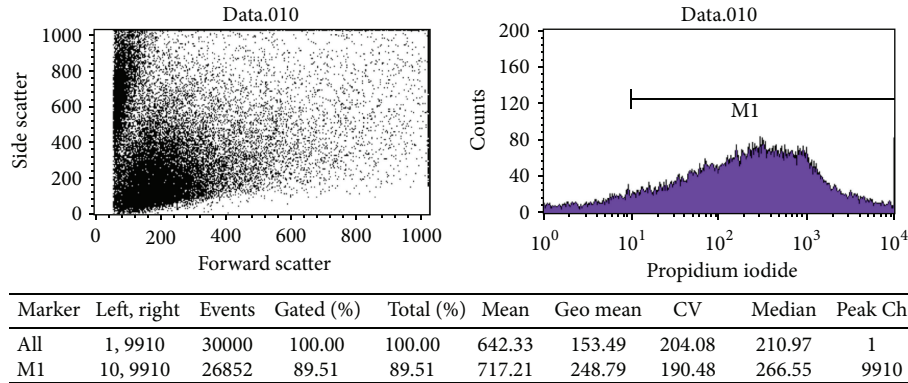 Data.010
1000
800
600
400
200
0
Side scatter
0 200 400 600 800 1000
Forward scatter
Data.010
200
160
120
80
40
0
Counts
M1
10^0 10^1 10^2 10^3 10^4
Propidium iodide
Marker Left, right Events Gated (%) Total (%) Mean Geo mean CV Median Peak Ch
All 1, 9910 30000 100.00 100.00 642.33 153.49 204.08 210.97 1
M1 10, 9910 26852 89.51 89.51 717.21 248.79 190.48 266.55 9910